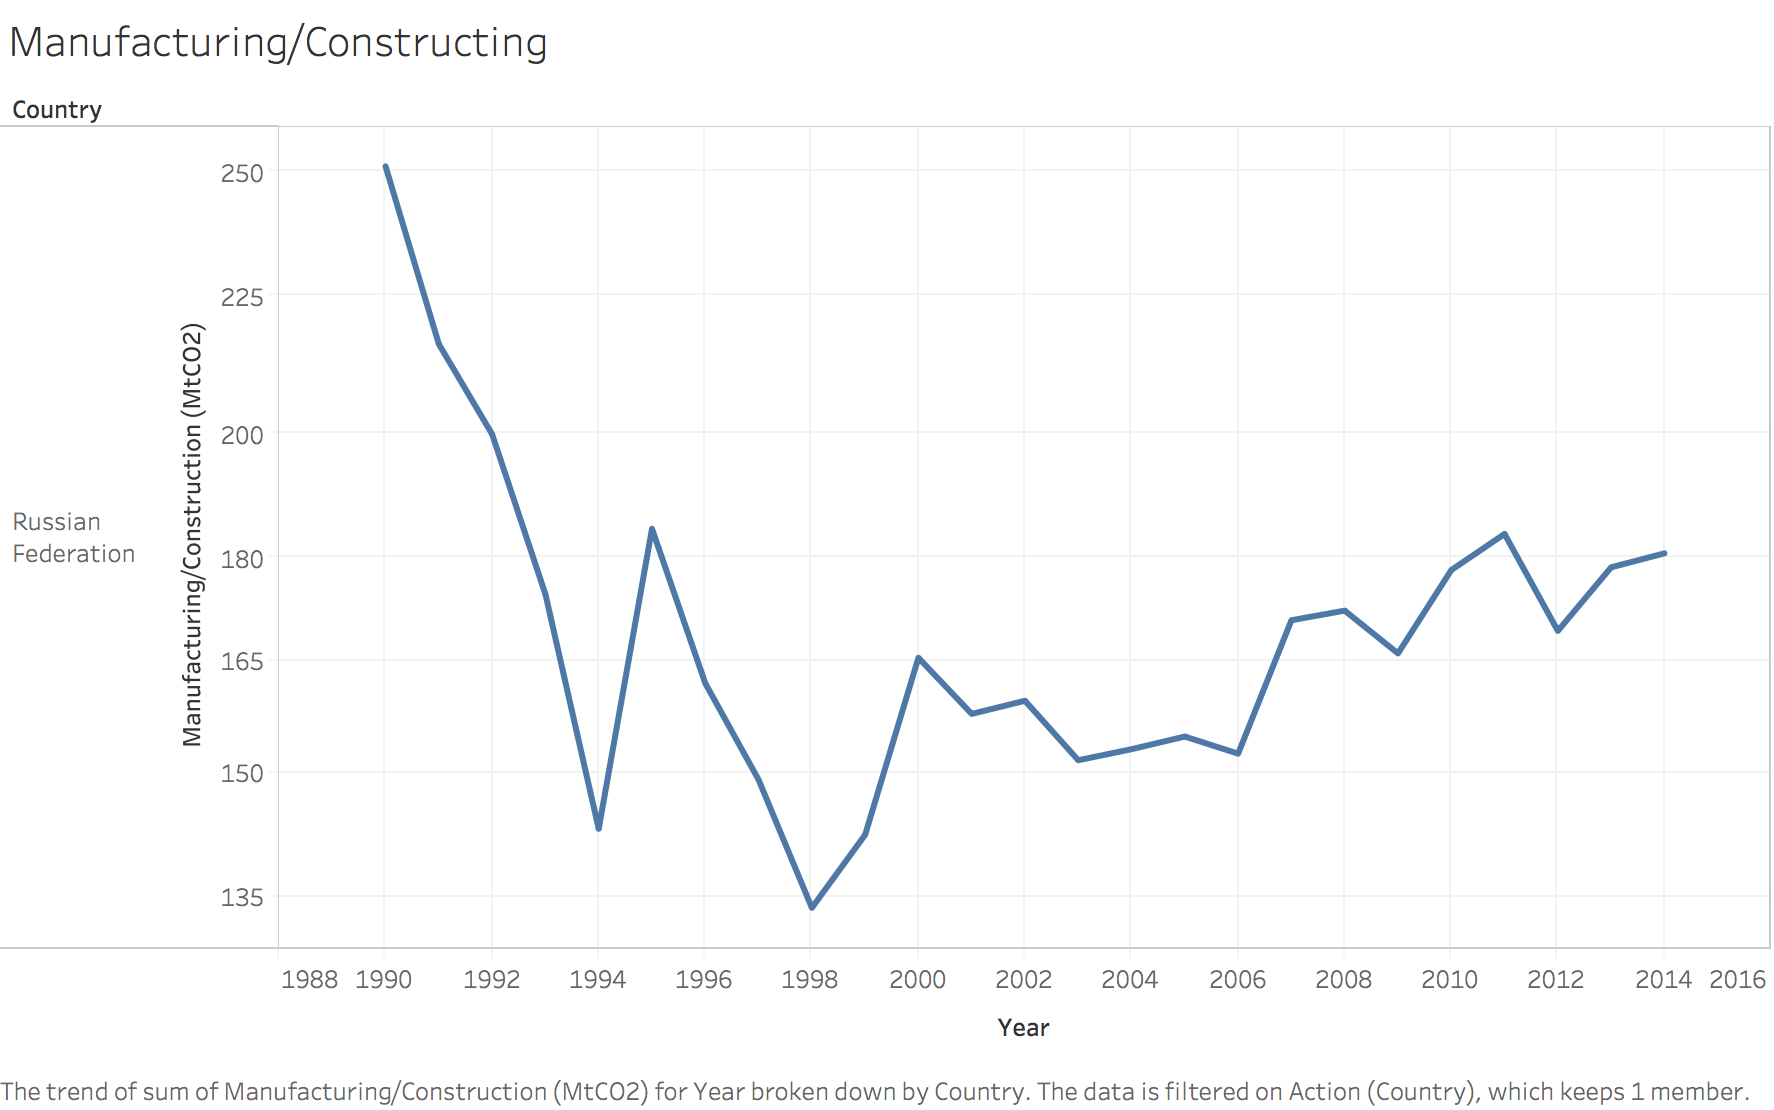 Manufacturing/Constructing
Country
Russian
Federation
Manufacturing/Construction (MtCO2)
250
225
200
180
165
150
135
1988 1990 1992 1994 1996 1998 2000 2002 2004 2006 2008 2010 2012 2014 2016
Year
The trend of sum of Manufacturing/Construction (MtCO2) for Year broken down by Country. The data is filtered on Action (Country), which keeps 1 member.